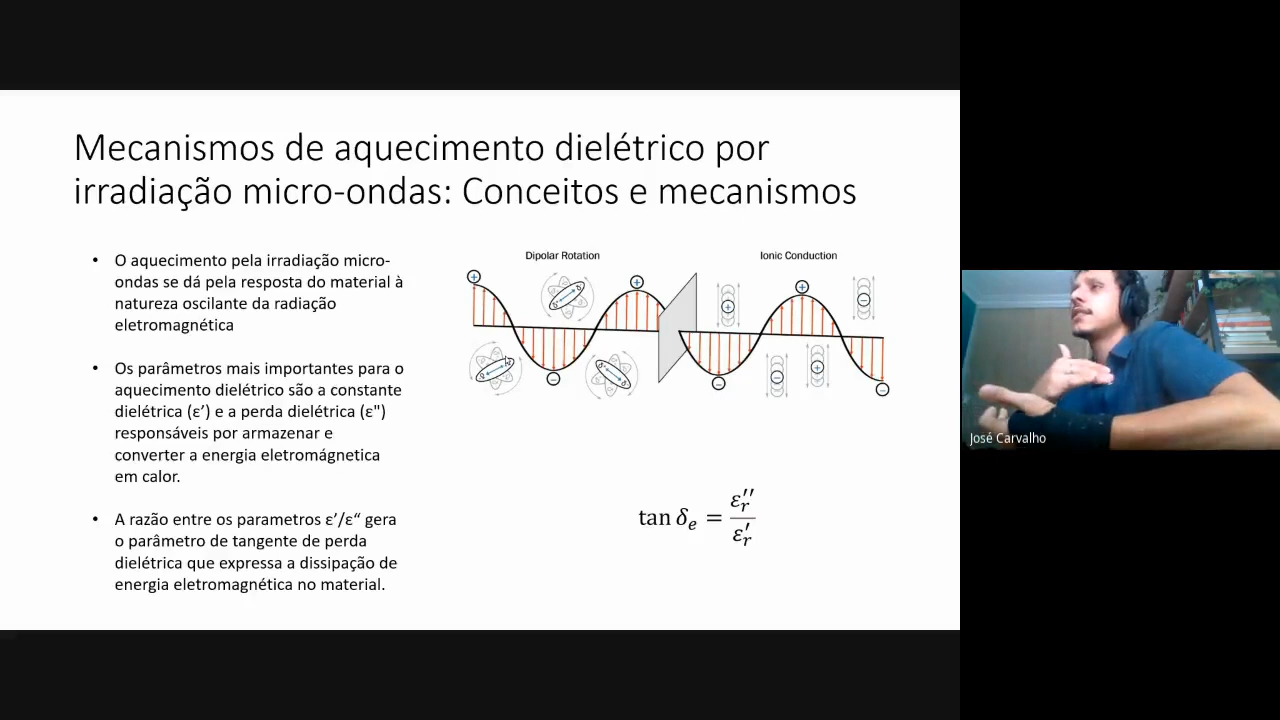 Mecanismos de aquecimento dielétrico por
irradiação micro-ondas: Conceitos e mecanismos
• O aquecimento pela irradiação micro-
ondas se dá pela resposta do material à
natureza oscilante da radiação
eletromagnética
• Os parâmetros mais importantes para o
aquecimento dielétrico são a constante
dielétrica (ε’) e a perda dielétrica (ε")
responsáveis por armazenar e
converter a energia eletromágnetica
em calor.
• A razão entre os parametros ε’/ε“ gera
o parâmetro de tangente de perda
dielétrica que expressa a dissipação de
energia eletromagnética no material.
Dipolar Rotation
Ionic Conduction
tan δₑ = εᵣ′′ / εᵣ′
José Carvalho